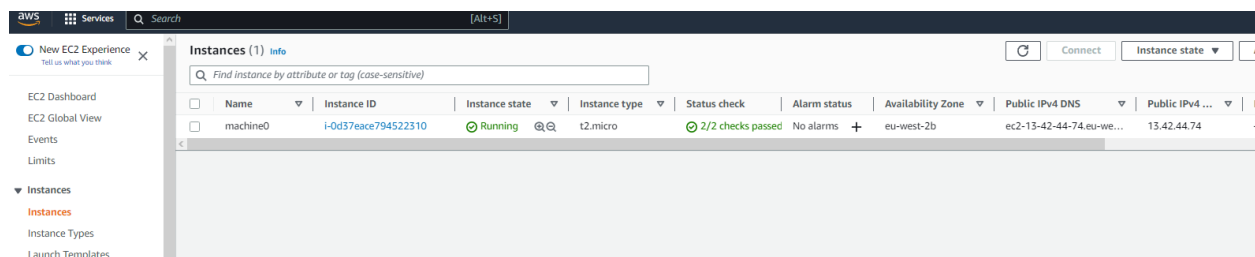 aws Services Search [Alt+S]
New EC2 Experience
Tell us what you think
EC2 Dashboard
EC2 Global View
Events
Limits
Instances
Instances
Instance Types
Launch Templates
Instances (1) Info
Connect Instance state
Find instance by attribute or tag (case-sensitive)
Name Instance ID Instance state Instance type Status check Alarm status Availability Zone Public IPv4 DNS Public IPv4 ...
machine0 i-0d37eace794522310 Running t2.micro 2/2 checks passed No alarms + eu-west-2b ec2-13-42-44-74.eu-we... 13.42.44.74